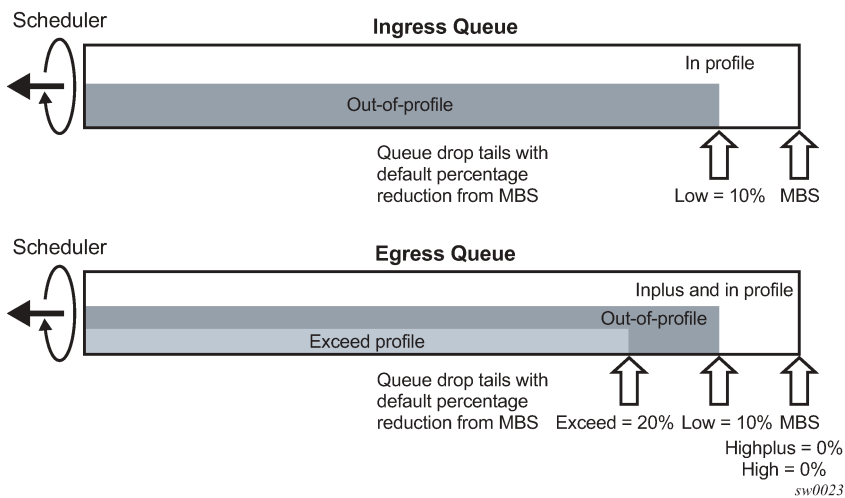 Scheduler
Ingress Queue
In profile
Out-of-profile
Queue drop tails with
default percentage
reduction from MBS
Low = 10%
MBS
Scheduler
Egress Queue
Inplus and in profile
Out-of-profile
Exceed profile
Queue drop tails with
default percentage
reduction from MBS
Exceed = 20%
Low = 10%
MBS
Highplus = 0%
High = 0%
sw0023